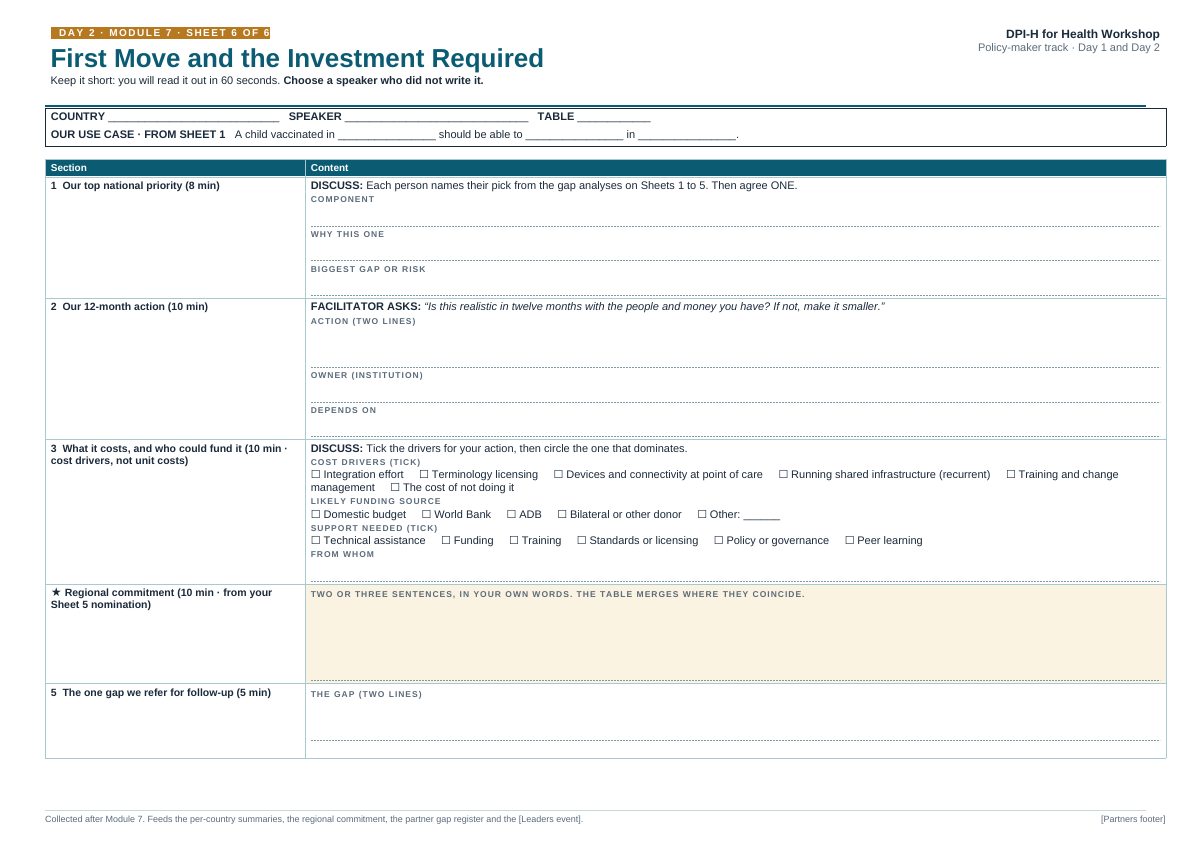 DAY 2 · MODULE 7 · SHEET 6 OF 6
First Move and the Investment Required
Keep it short: you will read it out in 60 seconds. Choose a speaker who did not write it.
DPI-H for Health Workshop
Policy-maker track · Day 1 and Day 2
COUNTRY ____________________________ SPEAKER ______________________________ TABLE ____________
OUR USE CASE · FROM SHEET 1 A child vaccinated in ________________ should be able to ________________ in ________________.
Section Content
1 Our top national priority (8 min)
DISCUSS: Each person names their pick from the gap analyses on Sheets 1 to 5. Then agree ONE.
COMPONENT
WHY THIS ONE
BIGGEST GAP OR RISK
2 Our 12-month action (10 min)
FACILITATOR ASKS: “Is this realistic in twelve months with the people and money you have? If not, make it smaller.”
ACTION (TWO LINES)
OWNER (INSTITUTION)
DEPENDS ON
3 What it costs, and who could fund it (10 min ·
cost drivers, not unit costs)
DISCUSS: Tick the drivers for your action, then circle the one that dominates.
COST DRIVERS (TICK)
☐ Integration effort ☐ Terminology licensing ☐ Devices and connectivity at point of care ☐ Running shared infrastructure (recurrent) ☐ Training and change
management ☐ The cost of not doing it
LIKELY FUNDING SOURCE
☐ Domestic budget ☐ World Bank ☐ ADB ☐ Bilateral or other donor ☐ Other: ______
SUPPORT NEEDED (TICK)
☐ Technical assistance ☐ Funding ☐ Training ☐ Standards or licensing ☐ Policy or governance ☐ Peer learning
FROM WHOM
★ Regional commitment (10 min · from your
Sheet 5 nomination)
TWO OR THREE SENTENCES, IN YOUR OWN WORDS. THE TABLE MERGES WHERE THEY COINCIDE.
5 The one gap we refer for follow-up (5 min)
THE GAP (TWO LINES)
Collected after Module 7. Feeds the per-country summaries, the regional commitment, the partner gap register and the [Leaders event].
[Partners footer]